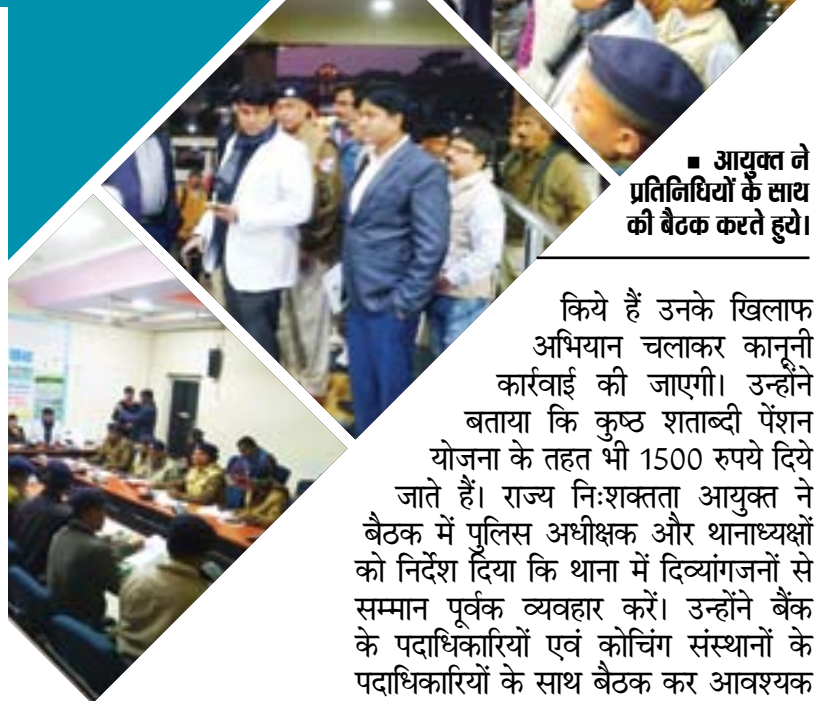 ▪ आयुक्त ने
प्रतिनिधियों के साथ
की बैठक करते हुये।
किये हैं उनके खिलाफ
अभियान चलाकर कानूनी
कार्रवाई की जाएगी। उन्होंने
बताया कि कुष्ठ शताब्दी पेंशन
योजना के तहत भी 1500 रुपये दिये
जाते हैं। राज्य निःशक्तता आयुक्त ने
बैठक में पुलिस अधीक्षक और थानाध्यक्षों
को निर्देश दिया कि थाना में दिव्यांगजनों से
सम्मान पूर्वक व्यवहार करें। उन्होंने बैंक
के पदाधिकारियों एवं कोचिंग संस्थानों के
पदाधिकारियों के साथ बैठक कर आवश्यक